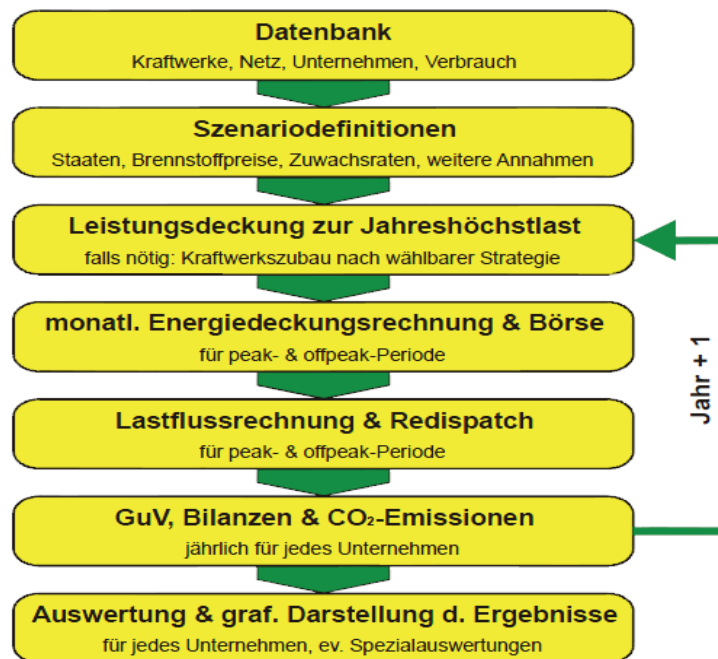 Datenbank
Kraftwerke, Netz, Unternehmen, Verbrauch
Szenariodefinitionen
Staaten, Brennstoffpreise, Zuwachsraten, weitere Annahmen
Leistungsdeckung zur Jahreshöchstlast
falls nötig: Kraftwerkszubau nach wählbarer Strategie
monatl. Energiedeckungsrechnung & Börse
für peak- & offpeak-Periode
Lastflussrechnung & Redispatch
für peak- & offpeak-Periode
GuV, Bilanzen & CO₂-Emissionen
jährlich für jedes Unternehmen
Auswertung & graf. Darstellung d. Ergebnisse
für jedes Unternehmen, ev. Spezialauswertungen
Jahr + 1